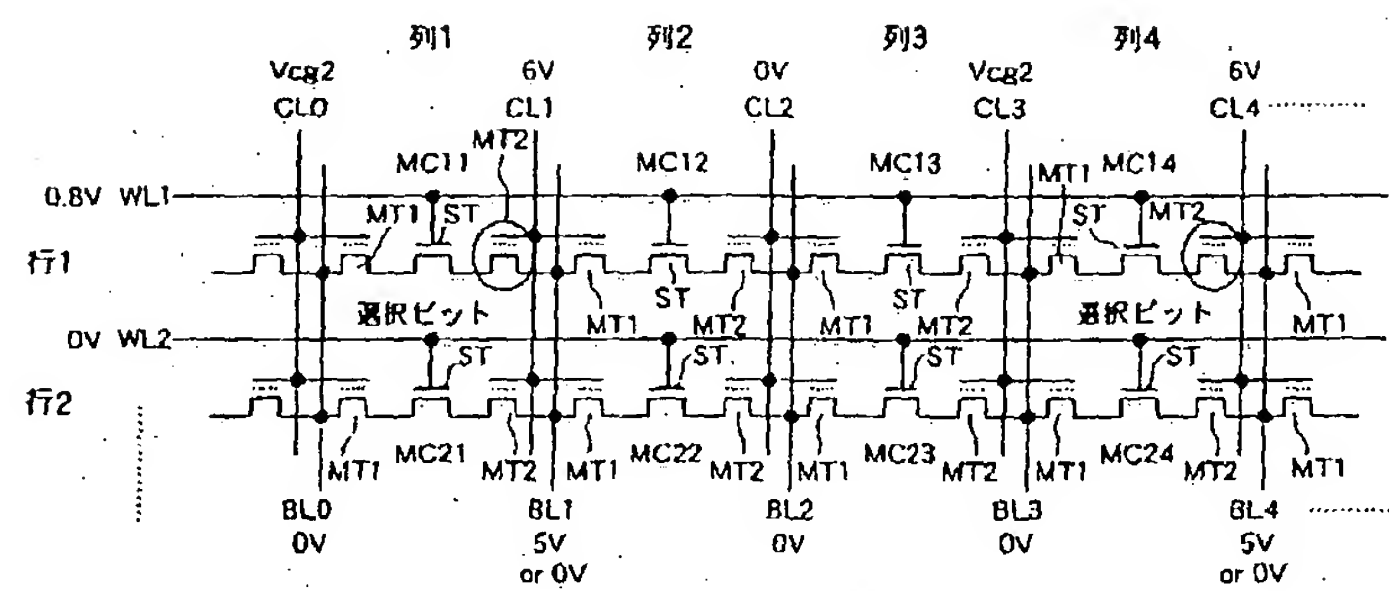 列1 列2 列3 列4
Vcg2 6V 0V Vcg2 6V
CL0 CL1 CL2 CL3 CL4
MT2
MC11 MC12 MC13 MT1 MC14
0.8V WL1
MT1 ST ST MT2
行1
ST ST
選択ビット MT1 MT2 MT1 MT2 選択ビット MT1
0V WL2
ST ST ST ST
行2
MT1 MC21 MT2 MT1 MC22 MT2 MT1 MC23 MT2 MT1 MC24 MT2 MT1
BL0 BL1 BL2 BL3 BL4
0V 5V 0V 0V 5V
or 0V or 0V